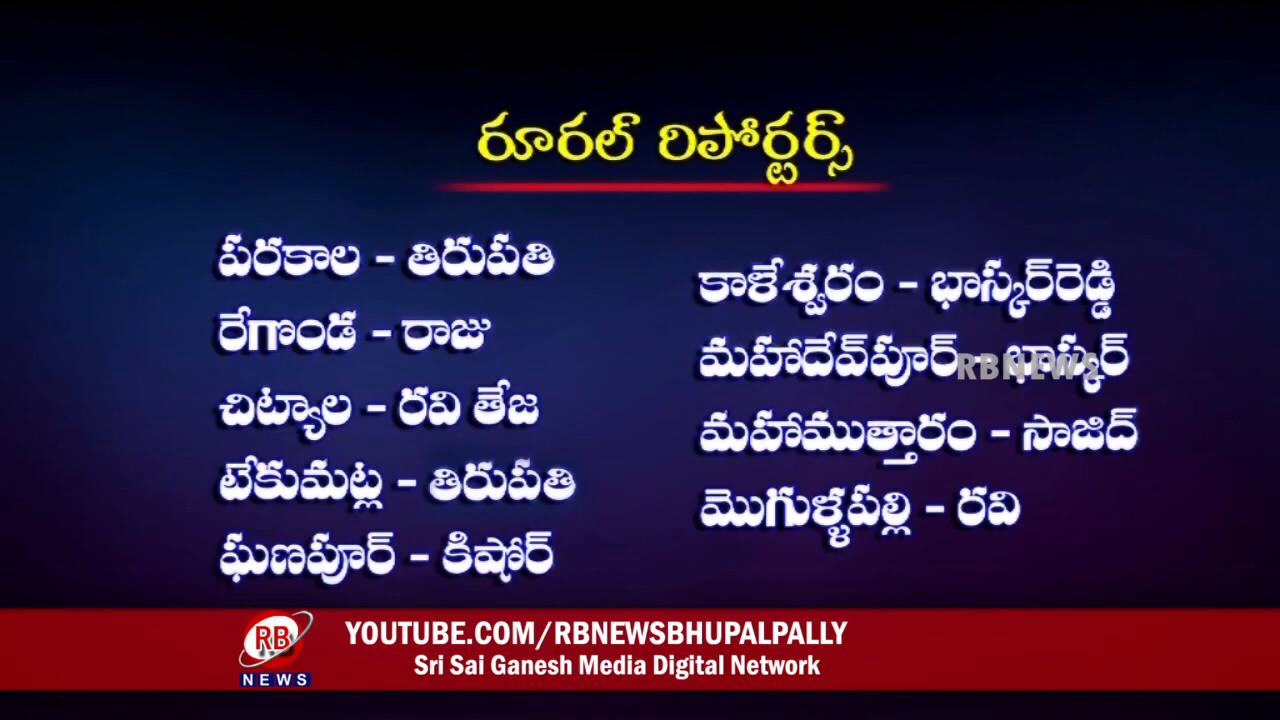 రూరల్ రిపోర్టర్స్
పరకాల - తిరుపతి
రేగొండ - రాజు
చిట్యాల - రవి తేజ
టేకుమట్ల - తిరుపతి
ఘణపూర్ - కిషోర్
కాళేశ్వరం - భాస్కర్‌రెడ్డి
మహాదేవ్‌పూర్ - భాస్కర్
RBNEWS
మహాముత్తారం - సాజిద్
మొగుళ్ళపల్లి - రవి
RB
NEWS
YOUTUBE.COM/RBNEWSBHUPALPALLY
Sri Sai Ganesh Media Digital Network